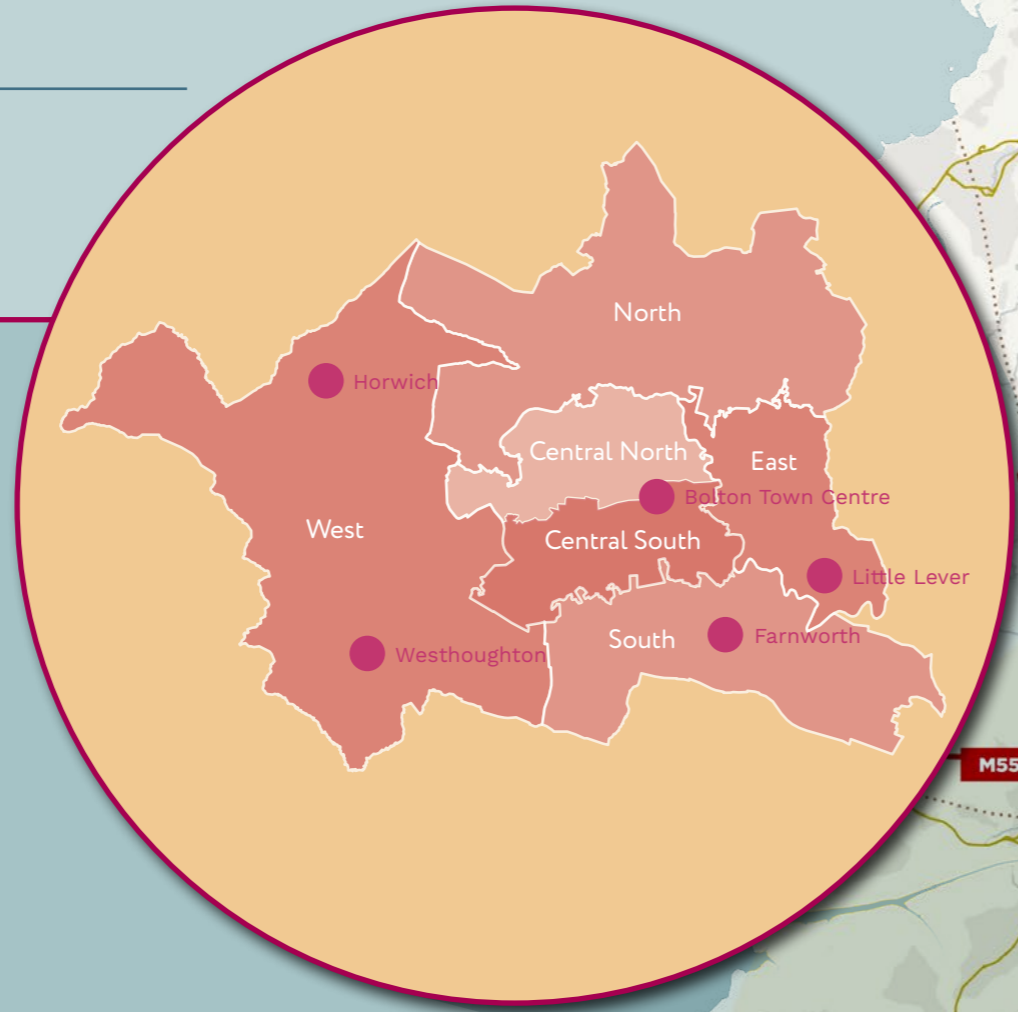 North
Horwich
Central North
East
Bolton Town Centre
West
Central South
Little Lever
South
Farnworth
Westhoughton
M55